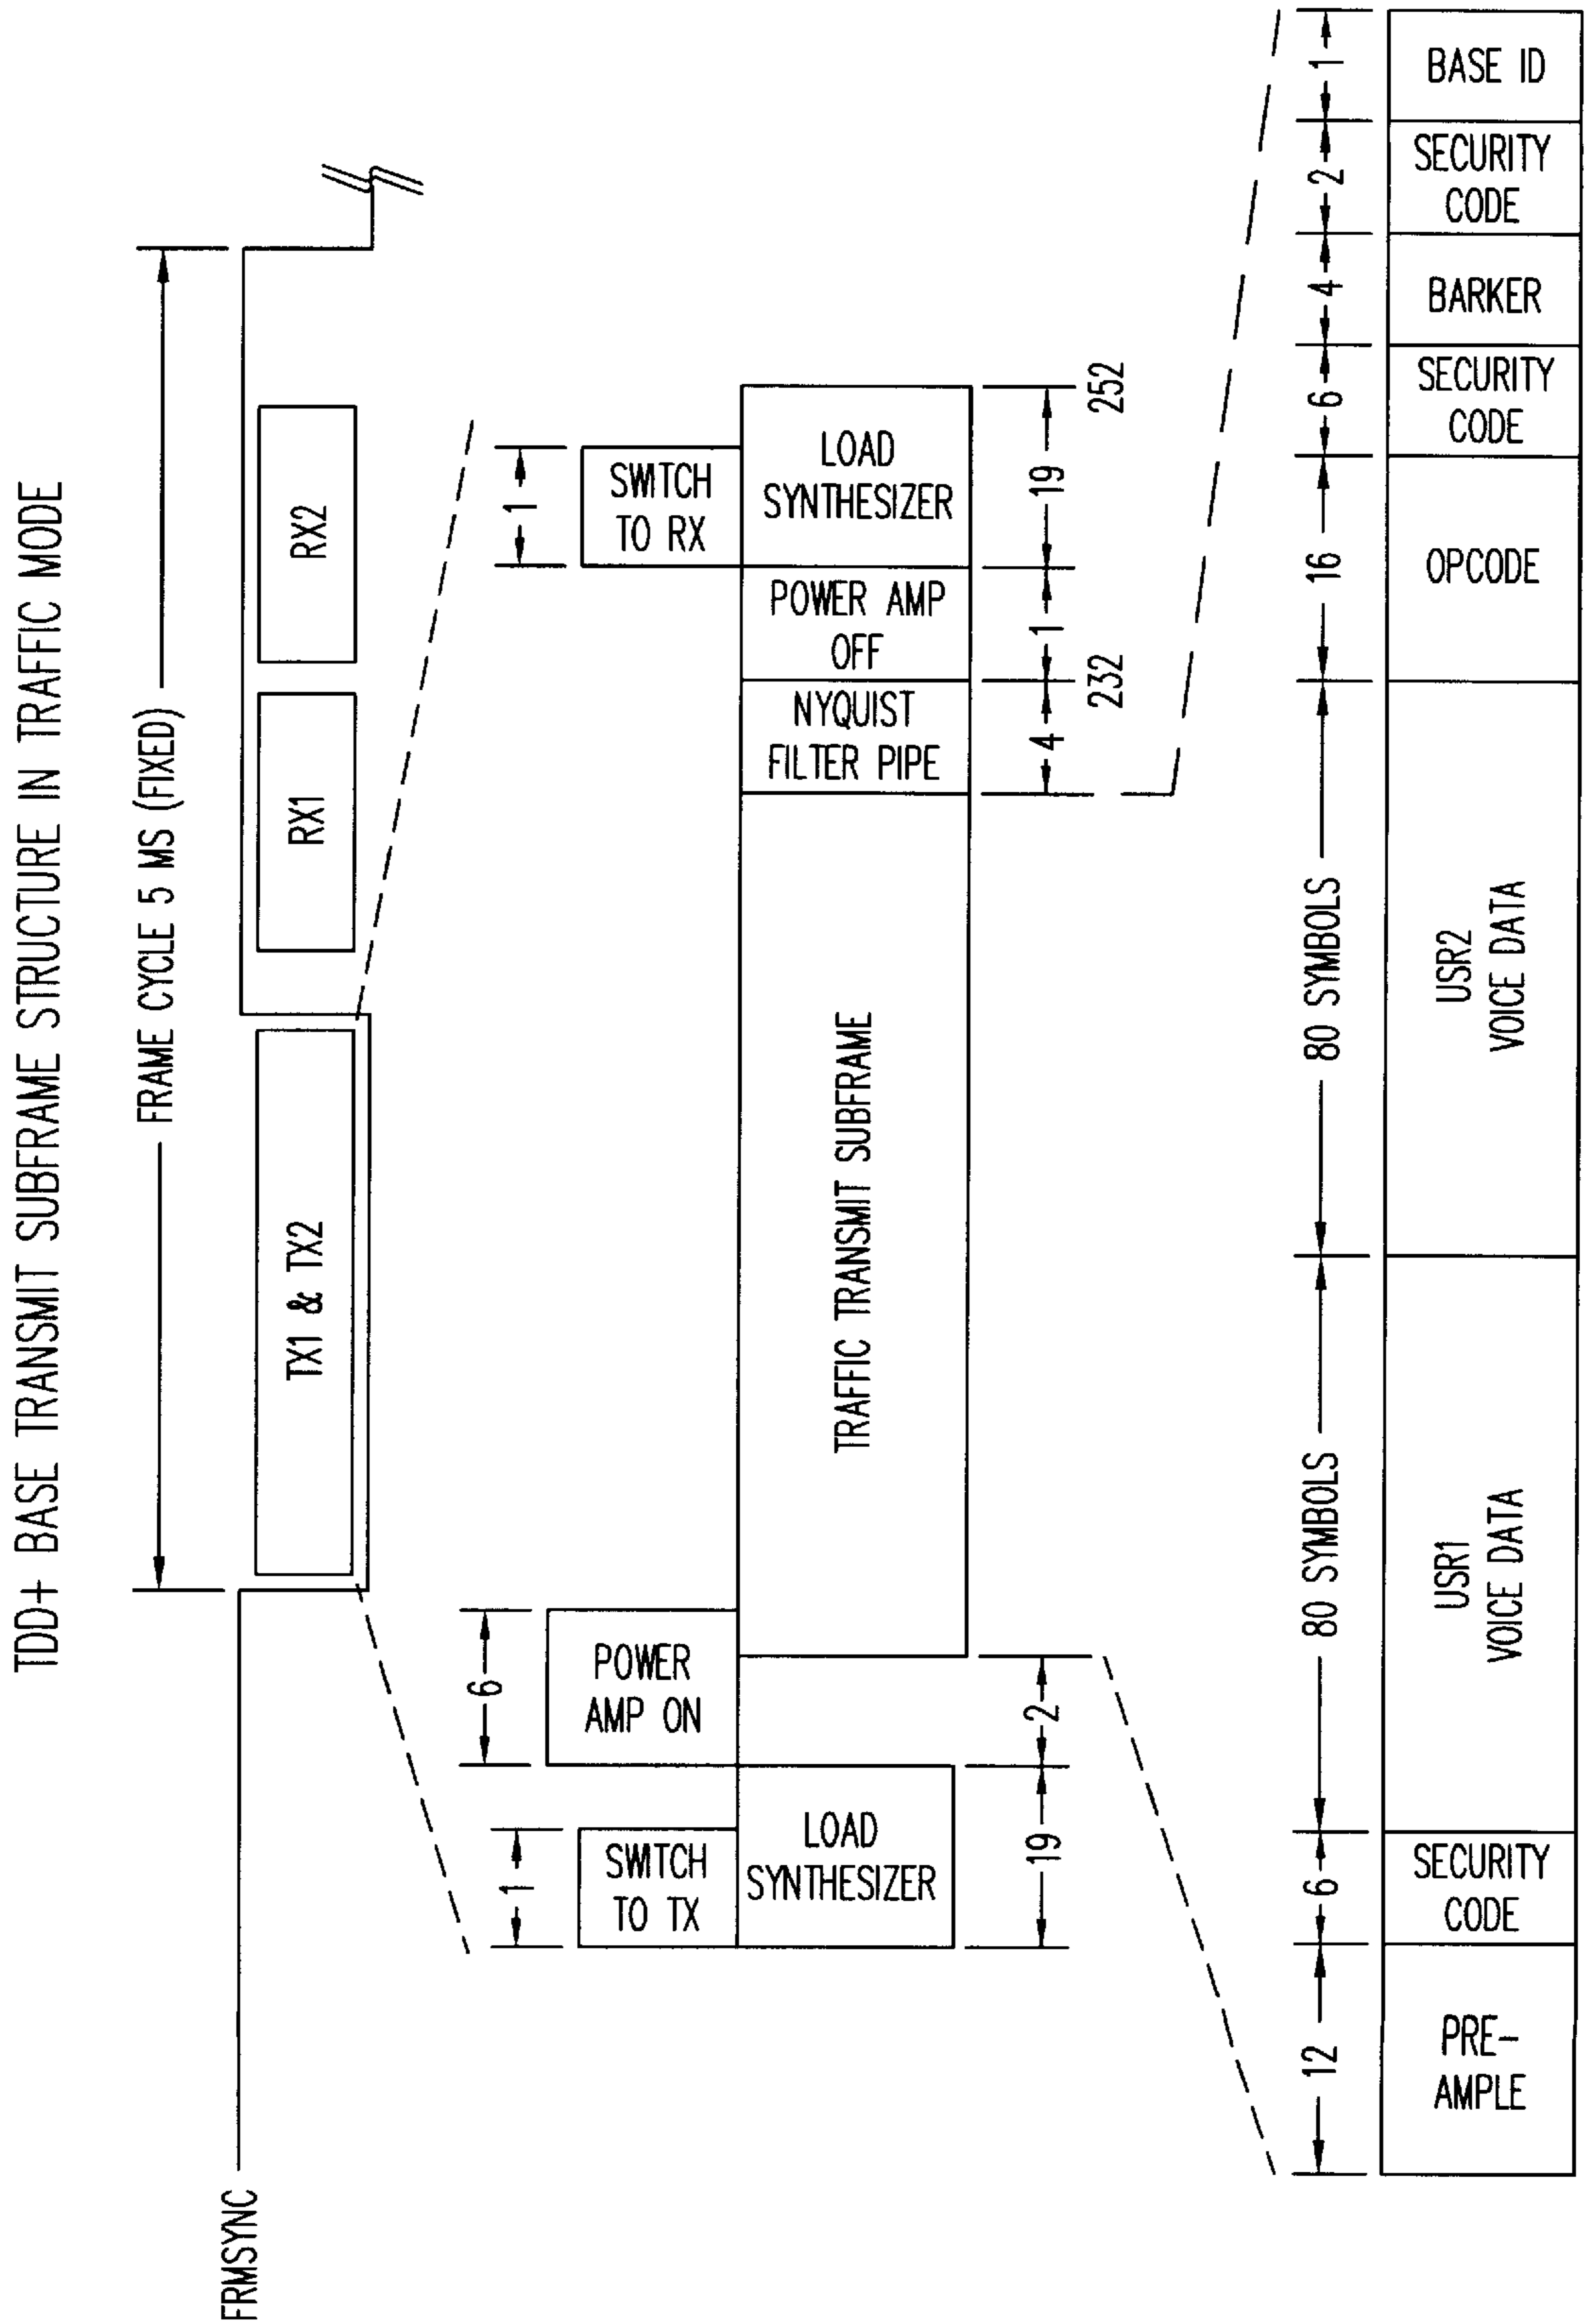 TDD+ BASE TRANSMIT SUBFRAME STRUCTURE IN TRAFFIC MODE
FRAME CYCLE 5 MS (FIXED)
FRMSYNC
TX1 & TX2
RX1
RX2
1
6
1
SWITCH
TO TX
POWER
AMP ON
SWITCH
TO RX
LOAD
SYNTHESIZER
TRAFFIC TRANSMIT SUBFRAME
NYQUIST
FILTER PIPE
POWER AMP
OFF
LOAD
SYNTHESIZER
19
2
4
1
19
232
252
12
6
80 SYMBOLS
80 SYMBOLS
16
6
4
2
1
PRE-
AMPLE
SECURITY
CODE
USR1
VOICE DATA
USR2
VOICE DATA
OPCODE
SECURITY
CODE
BARKER
SECURITY
CODE
BASE ID